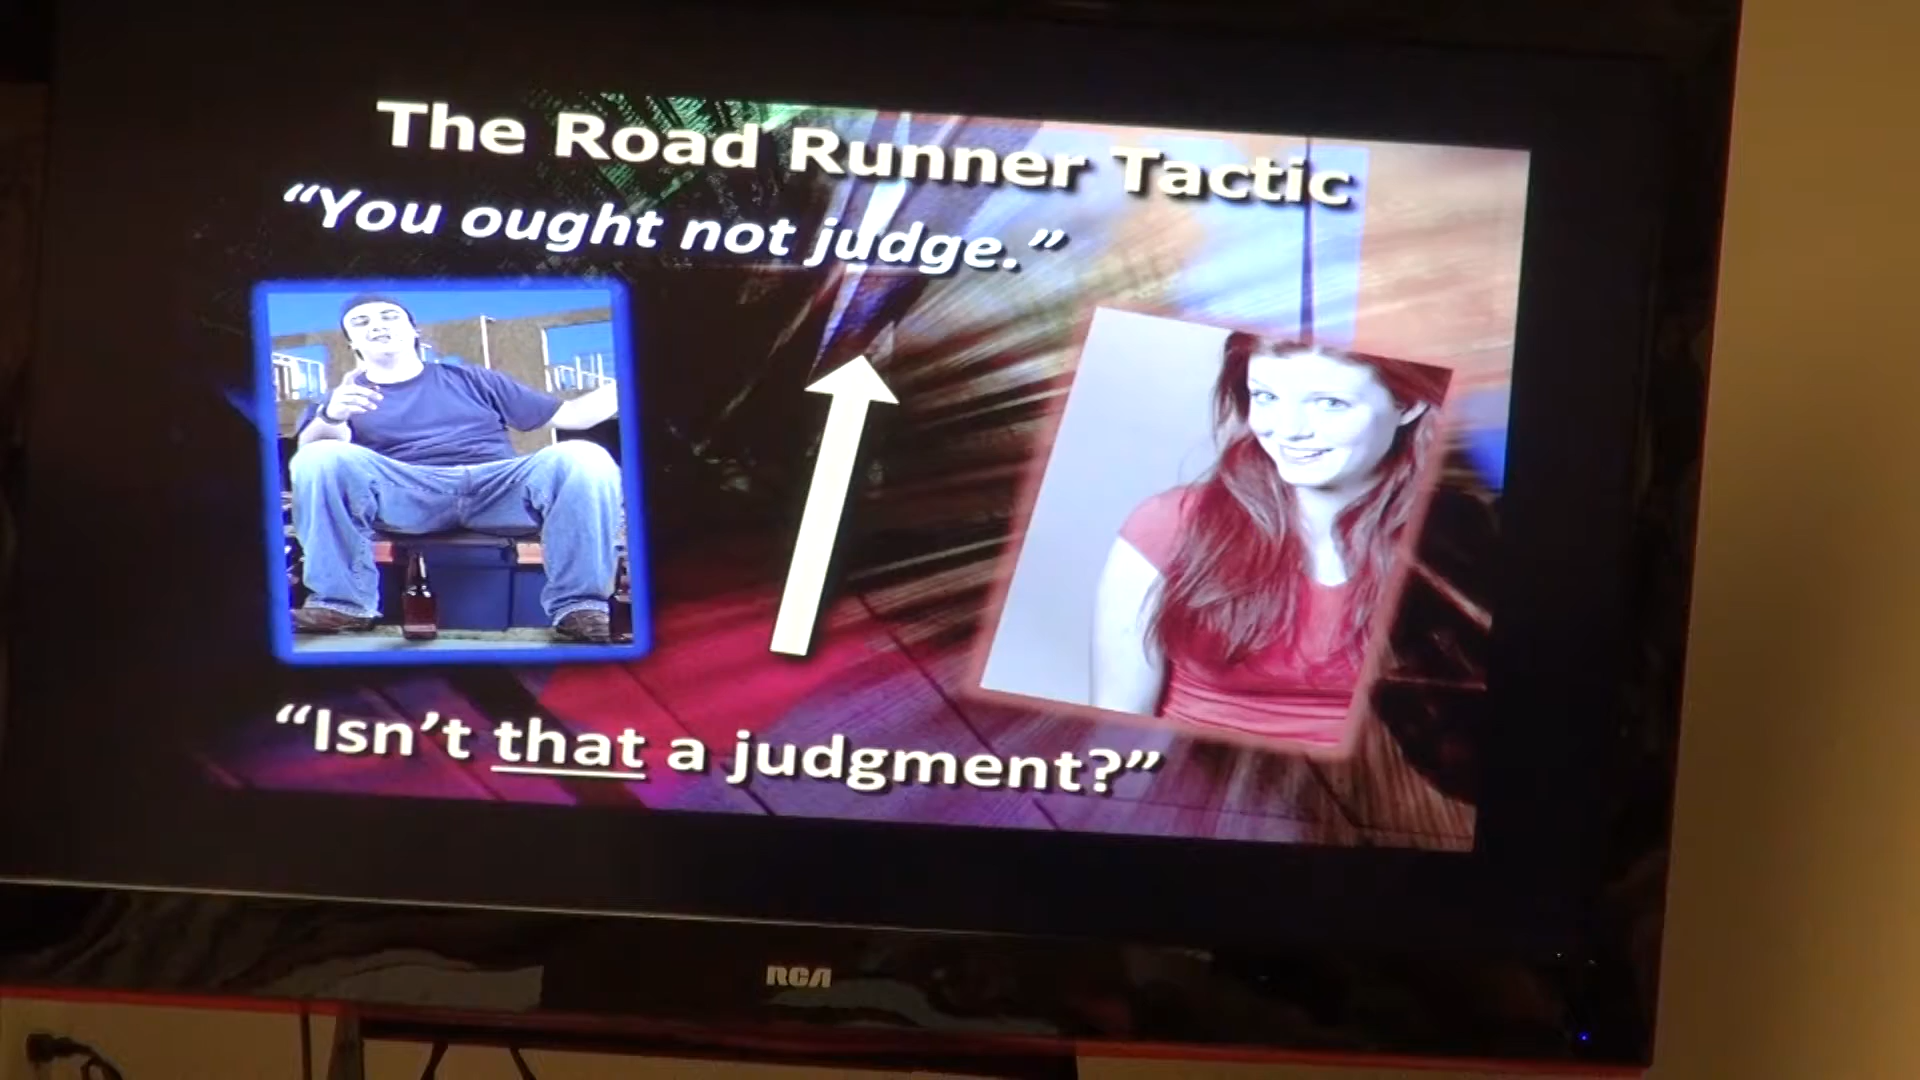 The Road Runner Tactic
“You ought not judge.”
“Isn’t that a judgment?”
RCA